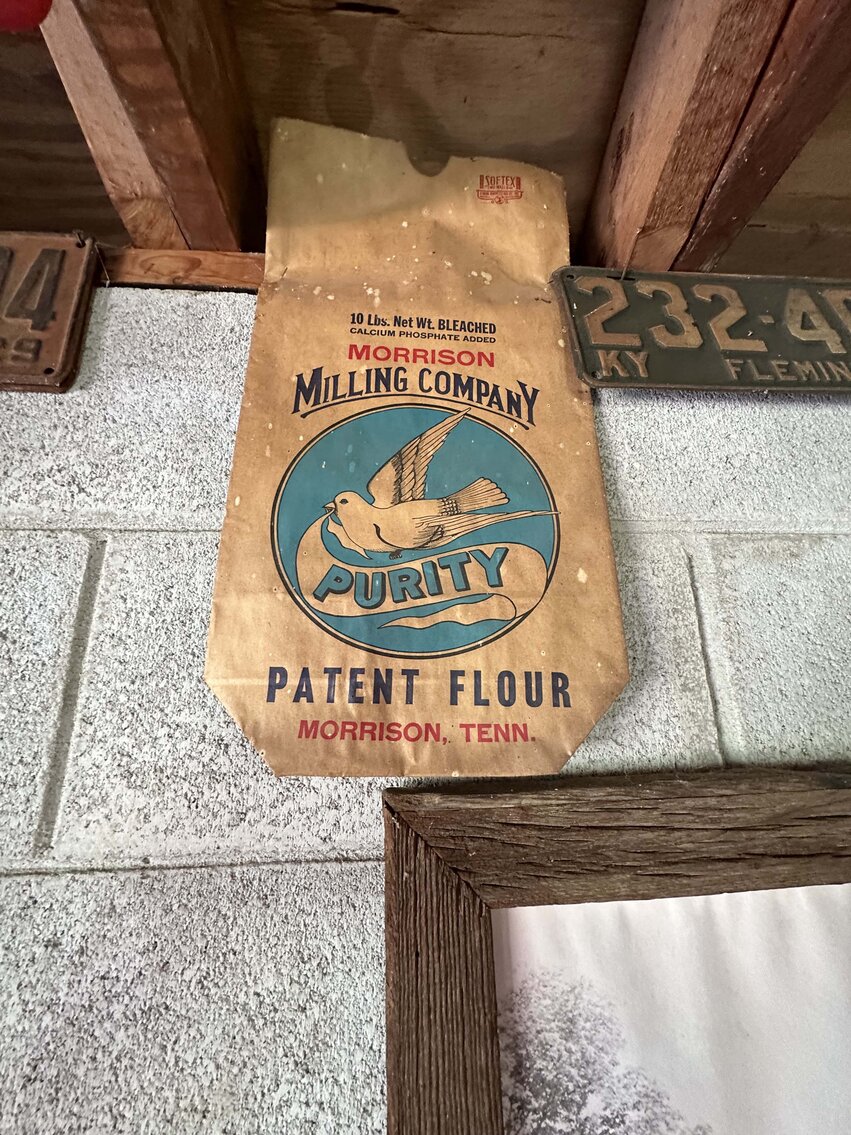 SOFTEX
10 Lbs. Net Wt. BLEACHED
CALCIUM PHOSPHATE ADDED
MORRISON
MILLING COMPANY
PURITY
PATENT FLOUR
MORRISON, TENN.
232-4
KY FLEMIN